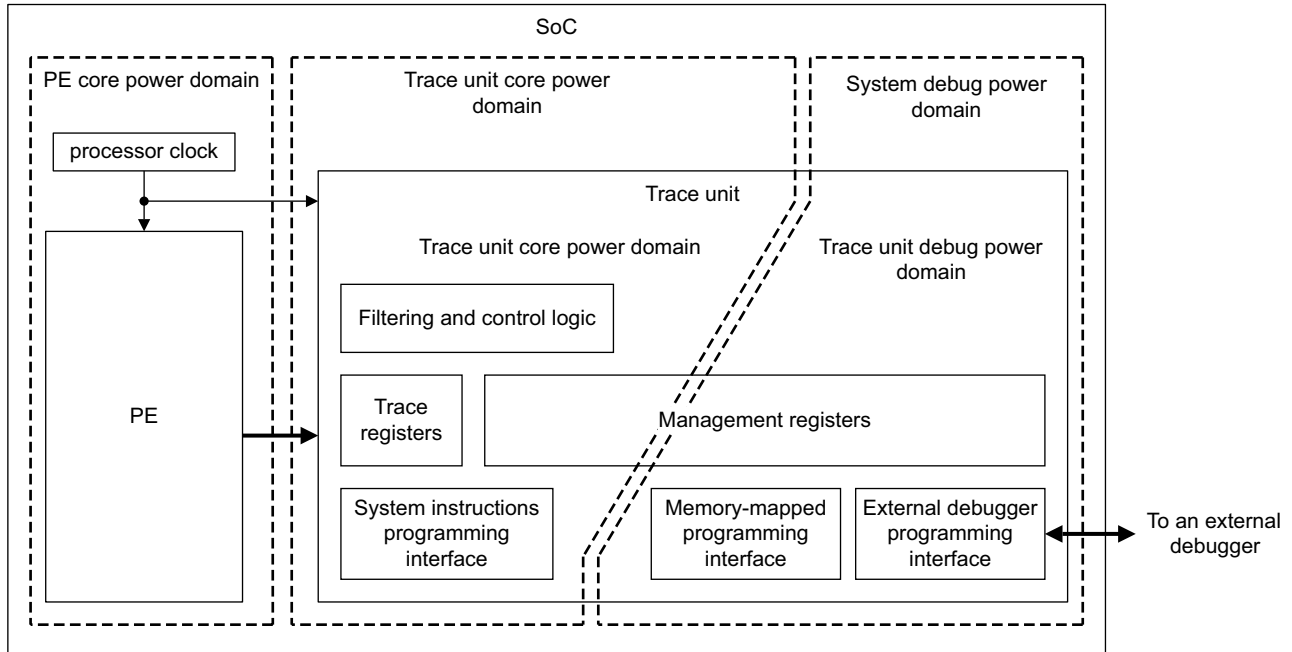 SoC
PE core power domain
Trace unit core power
domain
System debug power
domain
processor clock
Trace unit
Trace unit core power domain
Trace unit debug power
domain
Filtering and control logic
PE
Trace
registers
Management registers
System instructions
programming
interface
Memory-mapped
programming
interface
External debugger
programming
interface
To an external
debugger